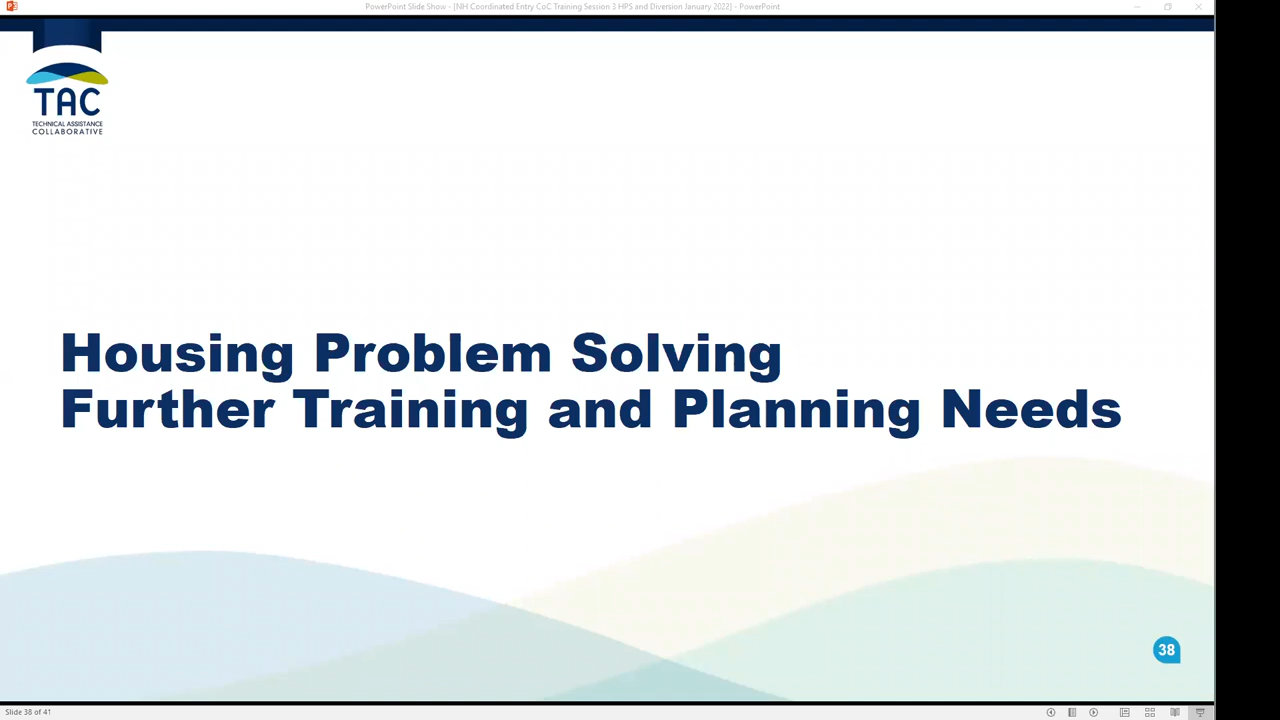 PowerPoint Slide Show - [NH Coordinated Entry CoC Training Session 3 HPS and Diversion January 2022] - PowerPoint
TAC
TECHNICAL ASSISTANCE
COLLABORATIVE
Housing Problem Solving
Further Training and Planning Needs
38
Slide 38 of 41